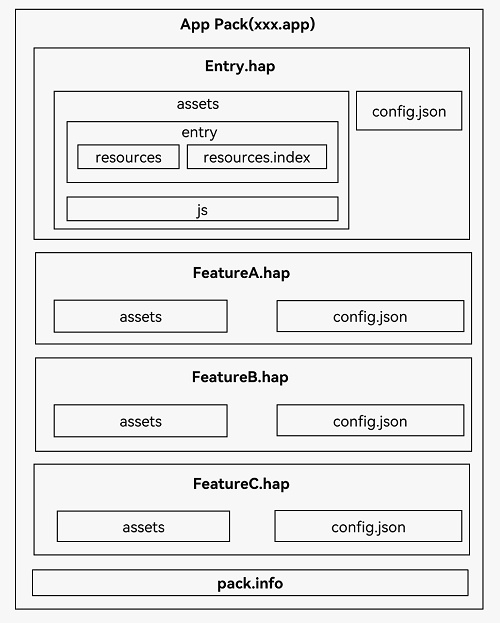 App Pack(xxx.app)
Entry.hap
assets
config.json
entry
resources
resources.index
js
FeatureA.hap
assets
config.json
FeatureB.hap
assets
config.json
FeatureC.hap
assets
config.json
pack.info